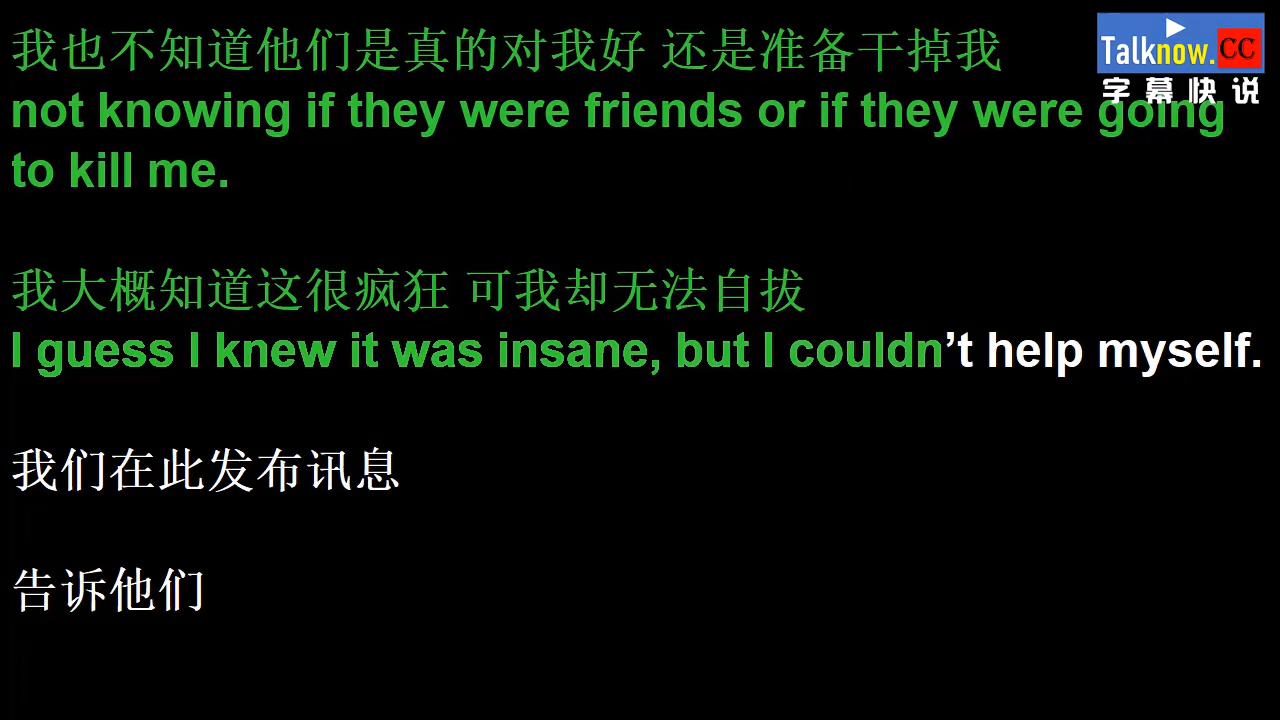 我也不知道他们是真的对我好 还是准备干掉我
not knowing if they were friends or if they were going
to kill me.
我大概知道这很疯狂 可我却无法自拔
I guess I knew it was insane, but I couldn’t help myself.
我们在此发布讯息
告诉他们
Talknow.CC
字幕快说